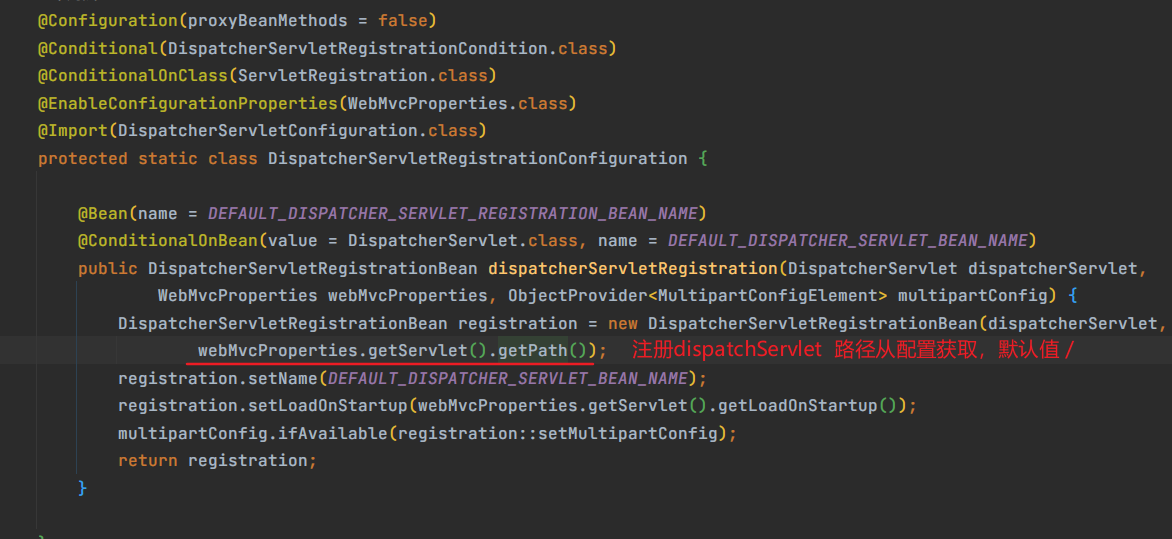 @Configuration(proxyBeanMethods = false)
@Conditional(DispatcherServletRegistrationCondition.class)
@ConditionalOnClass(ServletRegistration.class)
@EnableConfigurationProperties(WebMvcProperties.class)
@Import(DispatcherServletConfiguration.class)
protected static class DispatcherServletRegistrationConfiguration {
@Bean(name = DEFAULT_DISPATCHER_SERVLET_REGISTRATION_BEAN_NAME)
@ConditionalOnBean(value = DispatcherServlet.class, name = DEFAULT_DISPATCHER_SERVLET_BEAN_NAME)
public DispatcherServletRegistrationBean dispatcherServletRegistration(DispatcherServlet dispatcherServlet,
WebMvcProperties webMvcProperties, ObjectProvider<MultipartConfigElement> multipartConfig) {
DispatcherServletRegistrationBean registration = new DispatcherServletRegistrationBean(dispatcherServlet,
webMvcProperties.getServlet().getPath()); 注册dispatchServlet 路径从配置获取，默认值 /
registration.setName(DEFAULT_DISPATCHER_SERVLET_BEAN_NAME);
registration.setLoadOnStartup(webMvcProperties.getServlet().getLoadOnStartup());
multipartConfig.ifAvailable(registration::setMultipartConfig);
return registration;
}